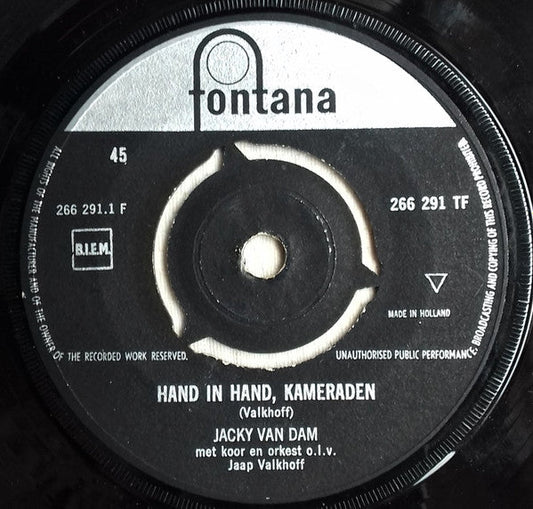 fontana
45
266 291.1 F
266 291 TF
B.I.E.M.
MADE IN HOLLAND
ALL RIGHTS OF THE MANUFACTURER AND OF THE OWNER OF THE RECORDED WORK RESERVED.
UNAUTHORISED PUBLIC PERFORMANCE, BROADCASTING AND COPYING OF THIS RECORD PROHIBITED
HAND IN HAND, KAMERADEN
(Valkhoff)
JACKY VAN DAM
met koor en orkest o.l.v.
Jaap Valkhoff